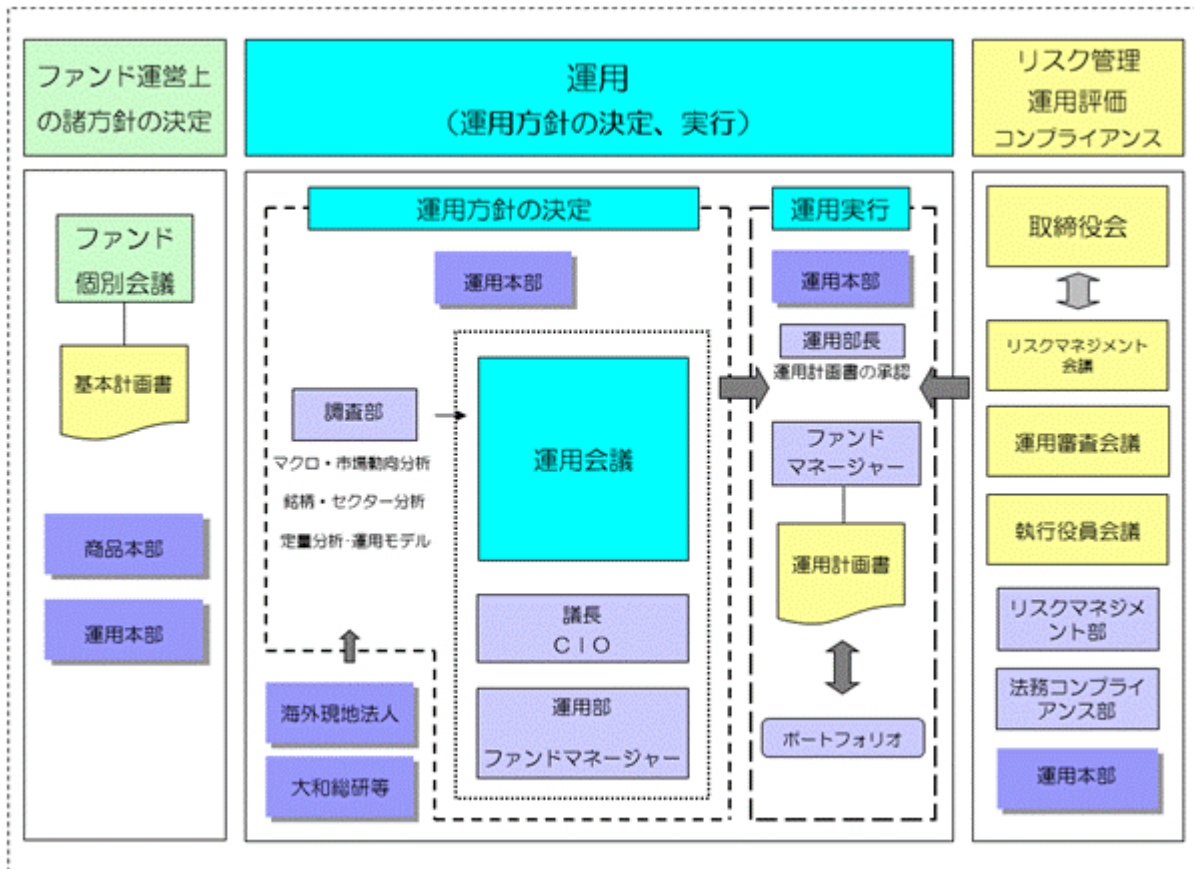 ファンド運営上
の諸方針の決定
運用
（運用方針の決定、実行）
リスク管理
運用評価
コンプライアンス
ファンド
個別会議
基本計画書
商品本部
運用本部
運用方針の決定
運用本部
調査部
マクロ・市場動向分析
銘柄・セクター分析
定量分析･運用モデル
海外現地法人
大和総研等
運用会議
議長
ＣＩＯ
運用部
ファンドマネージャー
運用実行
運用本部
運用部長
運用計画書の承認
ファンド
マネージャー
運用計画書
ポートフォリオ
取締役会
リスクマネジメント
会議
運用審査会議
執行役員会議
リスクマネジメ
ント部
法務コンプライ
アンス部
運用本部